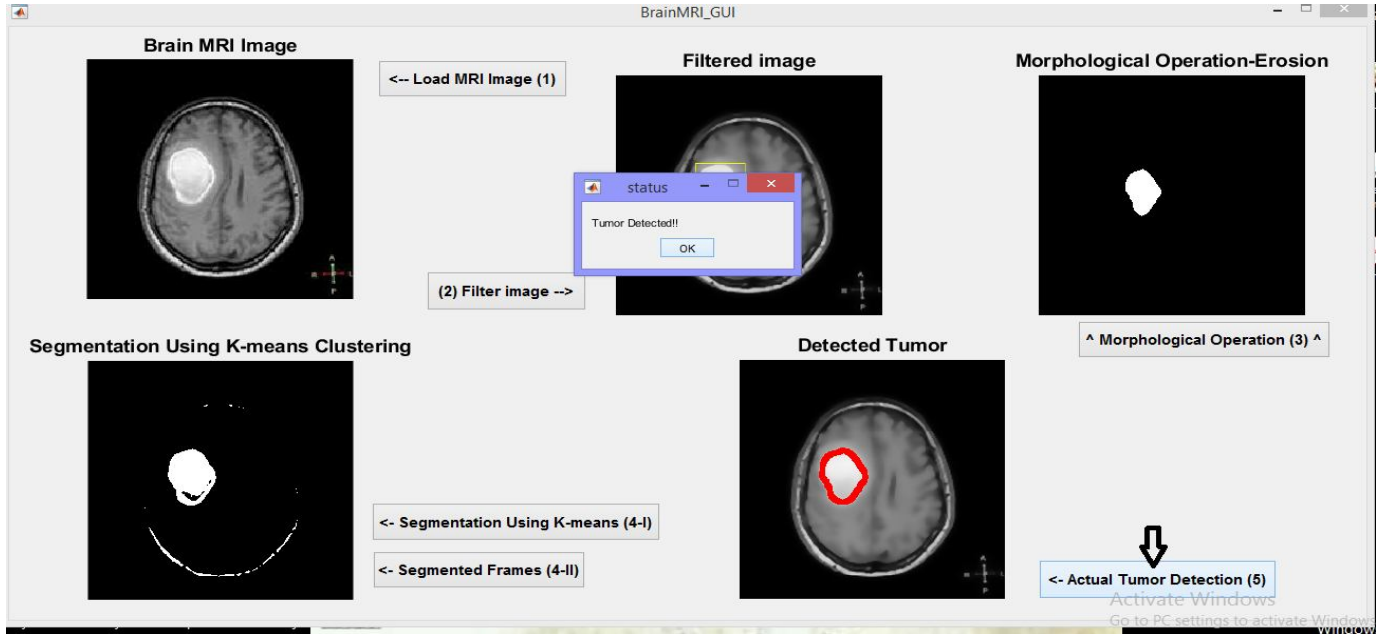 BrainMRI_GUI
Brain MRI Image
<-- Load MRI Image (1)
Filtered image
Morphological Operation-Erosion
status
Tumor Detected!!
OK
A
L
P
(2) Filter image -->
A
P
^ Morphological Operation (3) ^
Segmentation Using K-means Clustering
Detected Tumor
<- Segmentation Using K-means (4-I)
<- Segmented Frames (4-II)
A
P
<- Actual Tumor Detection (5)
Activate Windows
Go to PC settings to activate Windows
Windows